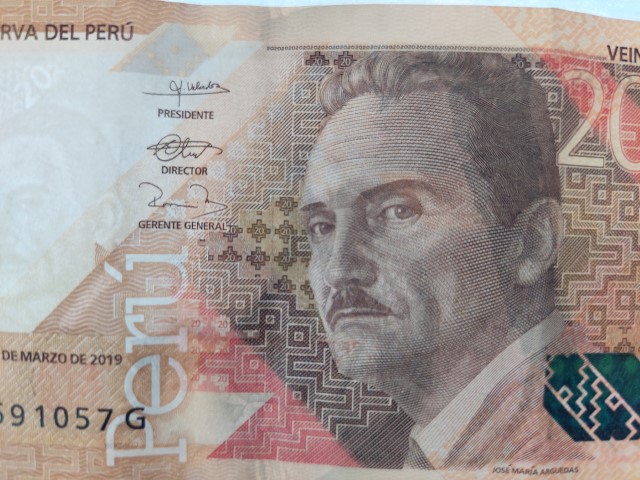 RVA DEL PERÚ
VEIN
20
PRESIDENTE
DIRECTOR
GERENTE GENERAL
Perú
DE MARZO DE 2019
591057 G
JOSÉ MARÍA ARGUEDAS